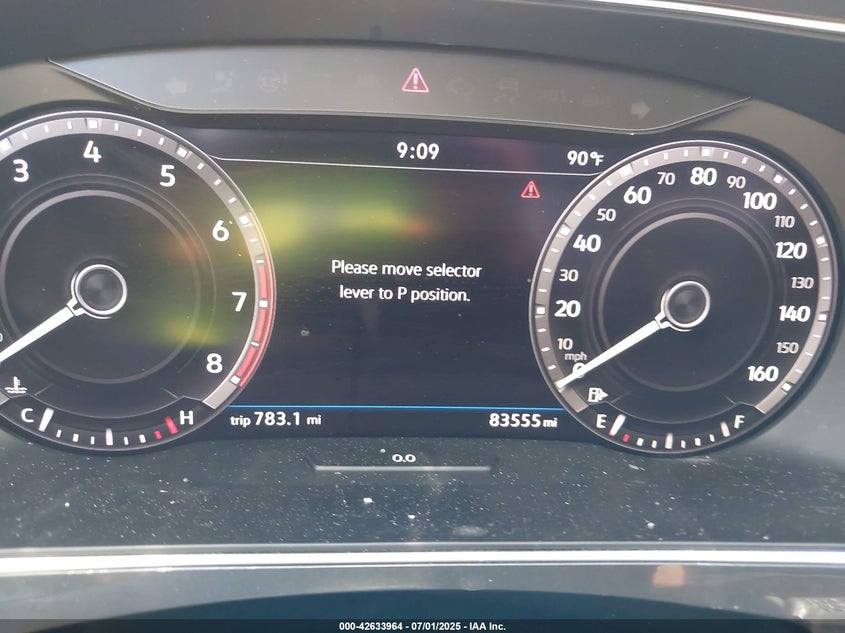 9:09
90°F
3 4 5 6 7 8
Please move selector
lever to P position.
10 20 30 40 50 60 70 80 90 100 110 120 130 140 150 160
mph
0
C H
trip 783.1 mi
83555 mi
E F
0.0
000-42633964 - 07/01/2025 - IAA Inc.